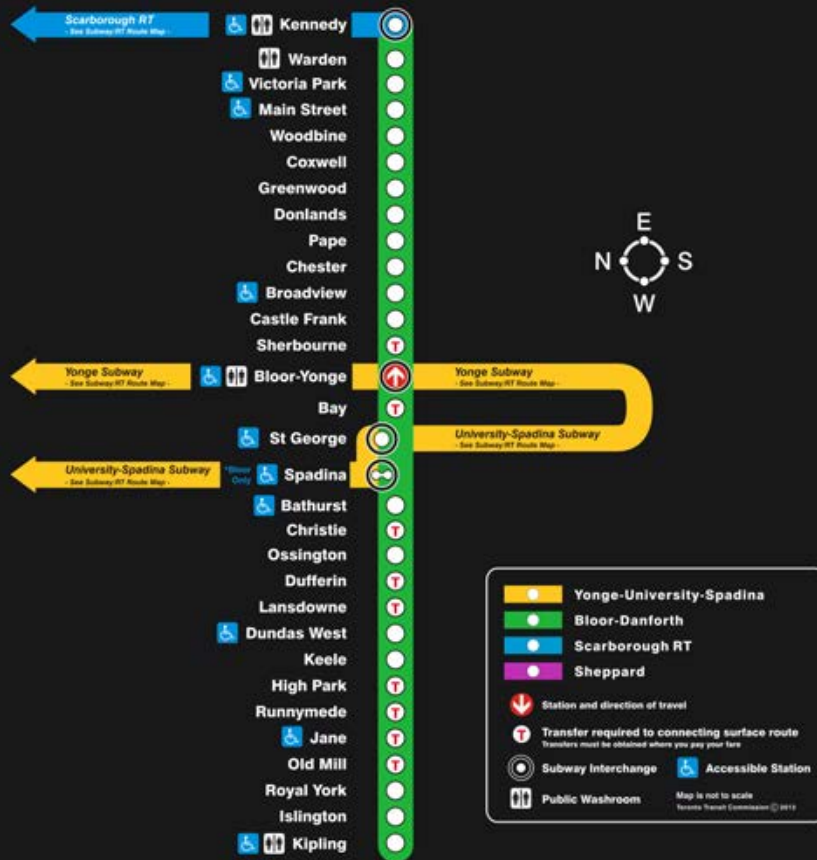 Scarborough RT
- See Subway/RT Route Map -
Kennedy
Warden
Victoria Park
Main Street
Woodbine
Coxwell
Greenwood
Donlands
Pape
Chester
Broadview
Castle Frank
Sherbourne T
Yonge Subway
- See Subway/RT Route Map -
Bloor-Yonge
Yonge Subway
- See Subway/RT Route Map -
Bay T
St George
University-Spadina Subway
- See Subway/RT Route Map -
University-Spadina Subway
- See Subway/RT Route Map -
*Bloor
Only
Spadina
Bathurst
Christie T
Ossington
Dufferin T
Lansdowne T
Dundas West
Keele
High Park T
Runnymede T
Jane T
Old Mill T
Royal York
Islington
Kipling
E
N S
W
Yonge-University-Spadina
Bloor-Danforth
Scarborough RT
Sheppard
Station and direction of travel
T Transfer required to connecting surface route
Transfers must be obtained where you pay your fare
Subway Interchange
Accessible Station
Public Washroom
Map is not to scale
Toronto Transit Commission © 2013